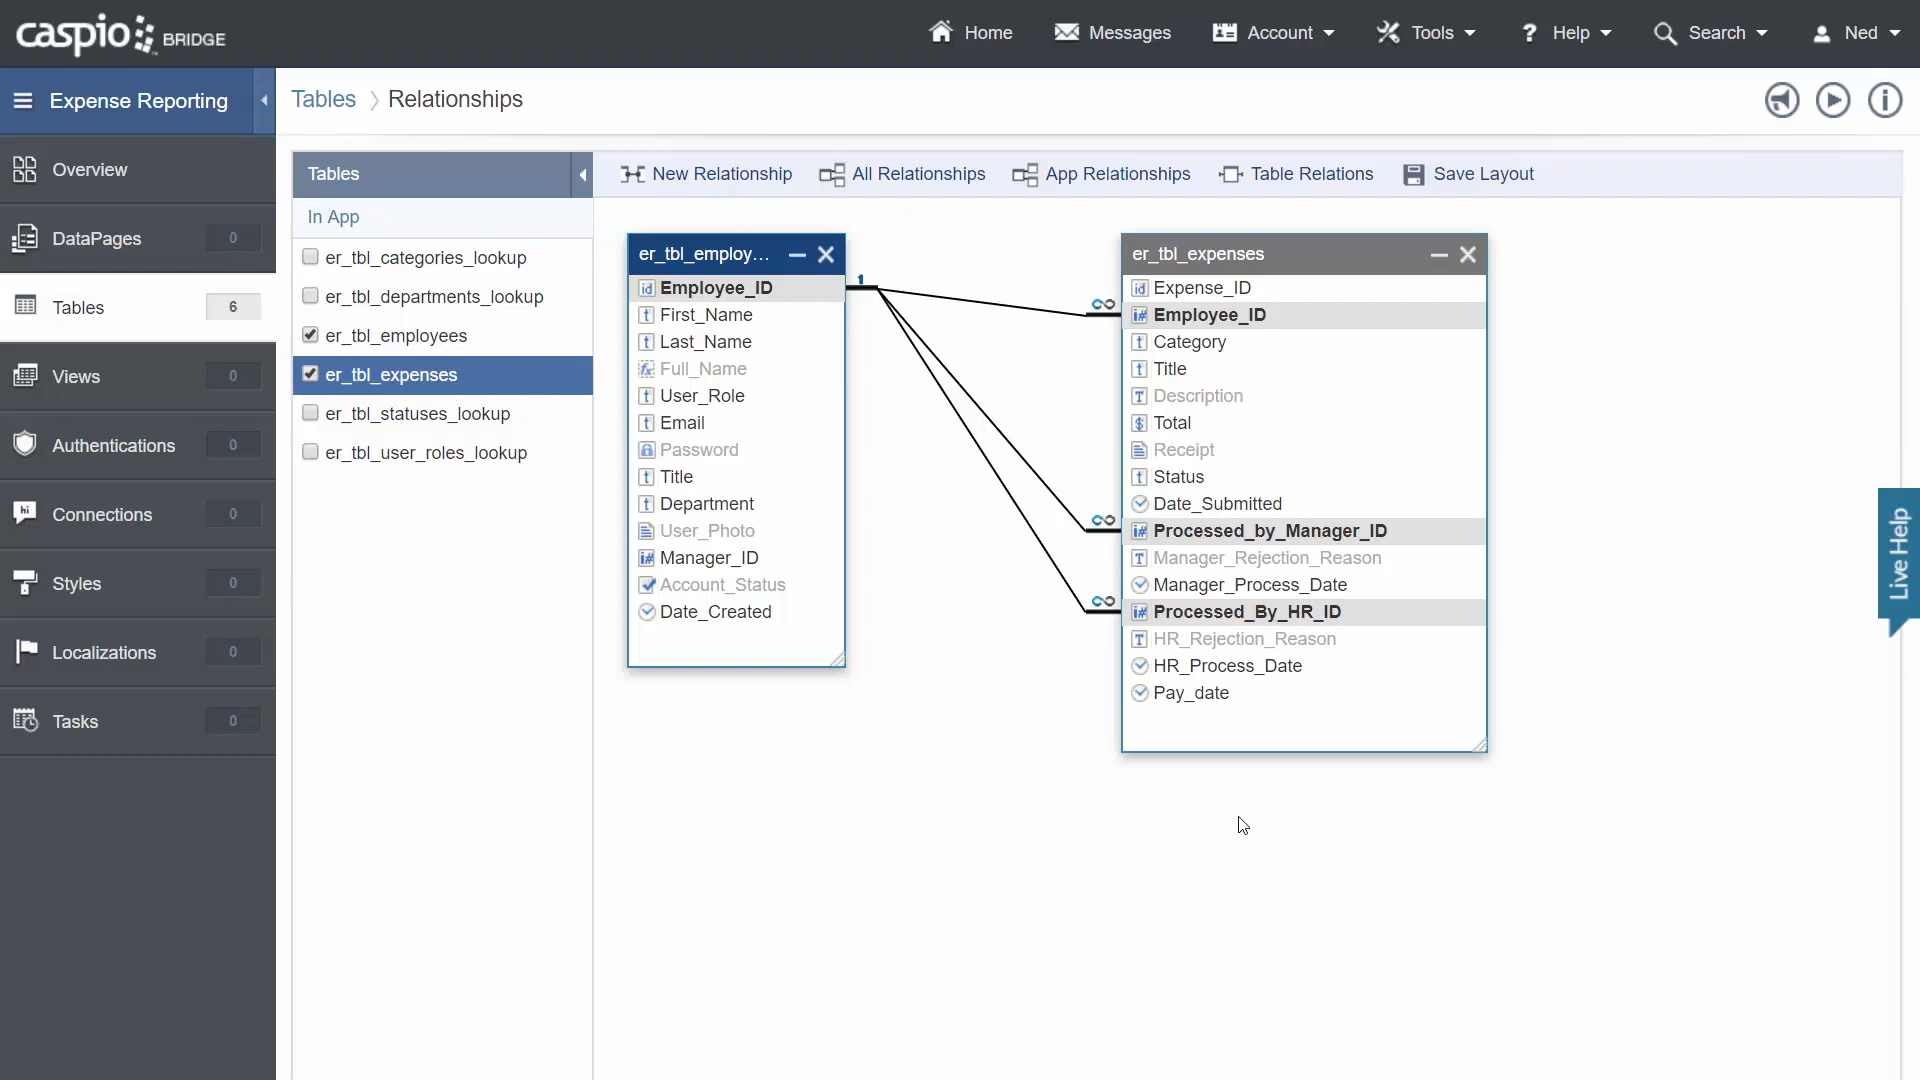 caspio BRIDGE
Home
Messages
Account
Tools
? Help
Search
Ned
Expense Reporting
Tables
Relationships
Overview
DataPages 0
Tables 6
Views 0
Authentications 0
hi Connections 0
Styles 0
Localizations 0
Tasks 0
Tables
In App
er_tbl_categories_lookup
er_tbl_departments_lookup
er_tbl_employees
er_tbl_expenses
er_tbl_statuses_lookup
er_tbl_user_roles_lookup
New Relationship
All Relationships
App Relationships
Table Relations
Save Layout
er_tbl_employ...
id Employee_ID
t First_Name
t Last_Name
fx Full_Name
t User_Role
t Email
Password
t Title
t Department
User_Photo
i# Manager_ID
Account_Status
Date_Created
1
∞
∞
∞
er_tbl_expenses
id Expense_ID
i# Employee_ID
t Category
t Title
T Description
$ Total
Receipt
t Status
Date_Submitted
i# Processed_by_Manager_ID
T Manager_Rejection_Reason
Manager_Process_Date
i# Processed_By_HR_ID
T HR_Rejection_Reason
HR_Process_Date
Pay_date
Live Help